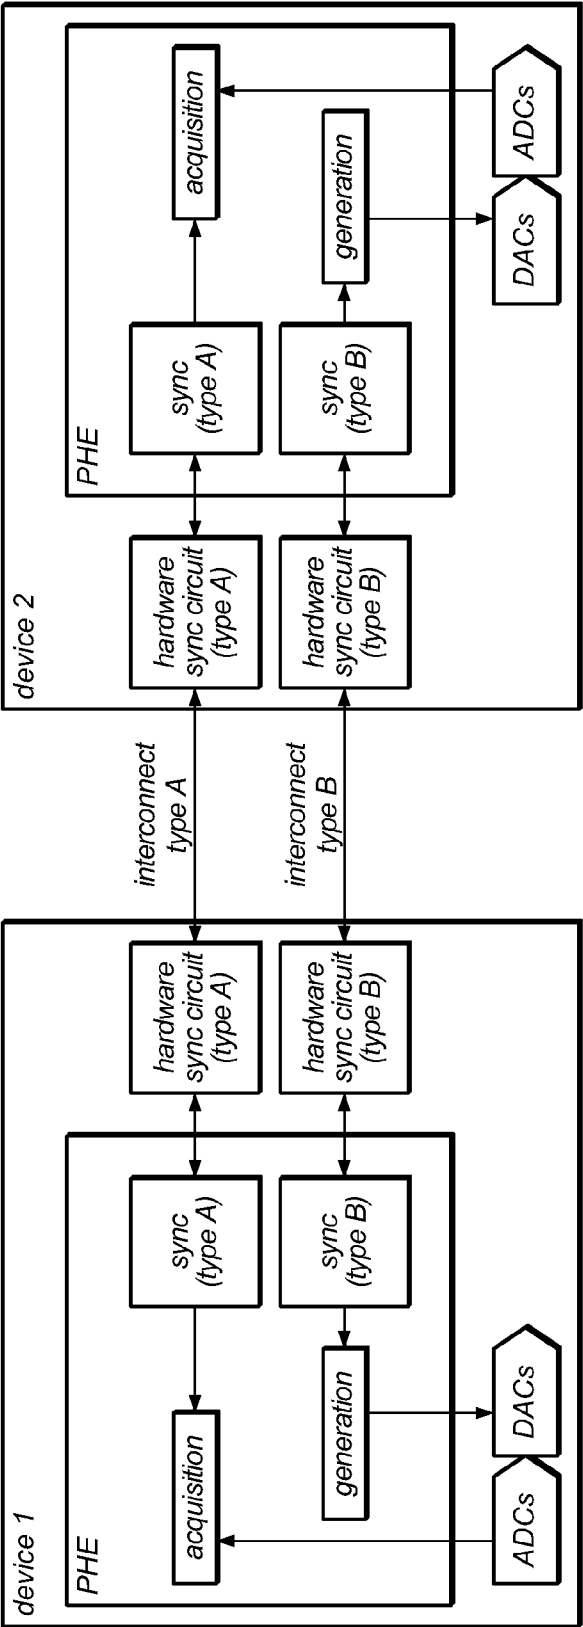 device 1
PHE
acquisition
sync
(type A)
hardware
sync circuit
(type A)
generation
sync
(type B)
hardware
sync circuit
(type B)
ADCs
DACs
interconnect
type A
interconnect
type B
device 2
PHE
hardware
sync circuit
(type A)
sync
(type A)
acquisition
hardware
sync circuit
(type B)
sync
(type B)
generation
DACs
ADCs